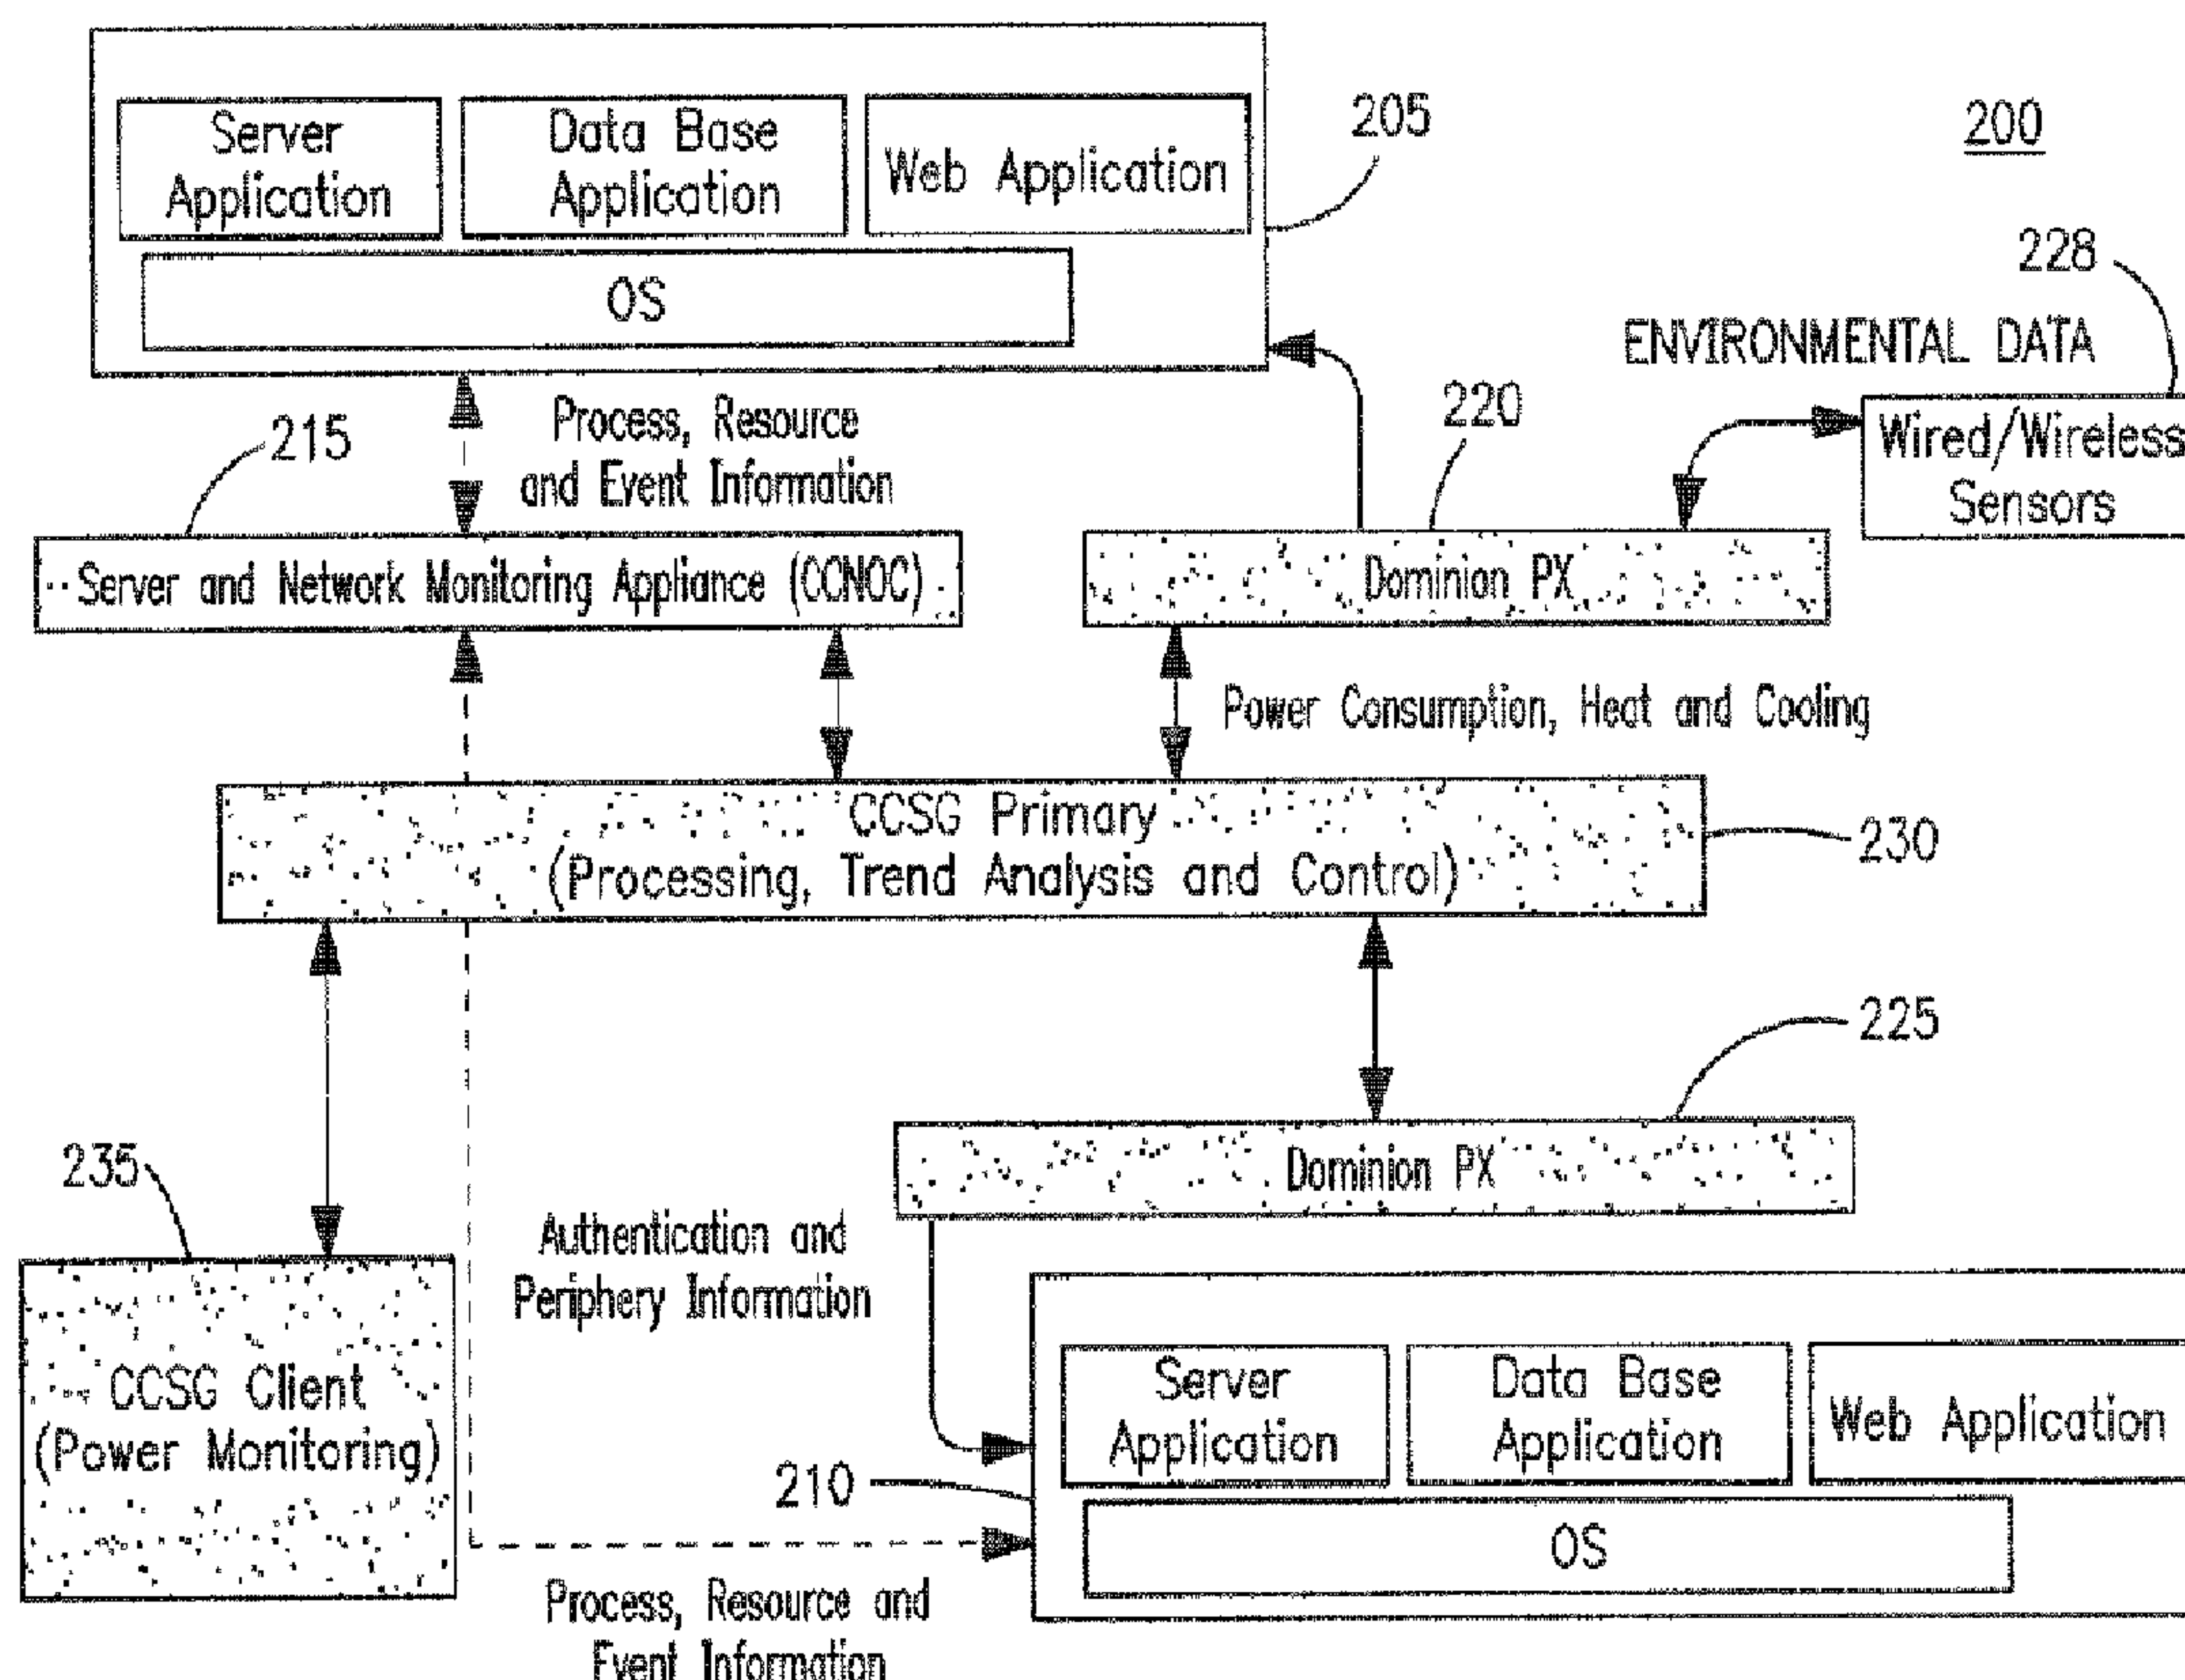 200
205
Server
Application
Data Base
Application
Web Application
OS
228
ENVIRONMENTAL DATA
Wired/Wireless
Sensors
220
215
Process, Resource
and Event Information
Server and Network Monitoring Appliance (CCNOC)
Dominion PX
Power Consumption, Heat and Cooling
CCSG Primary
(Processing, Trend Analysis and Control)
230
225
Dominion PX
235
CCSG Client
(Power Monitoring)
Authentication and
Periphery Information
210
Server
Application
Data Base
Application
Web Application
OS
Process, Resource and
Event Information